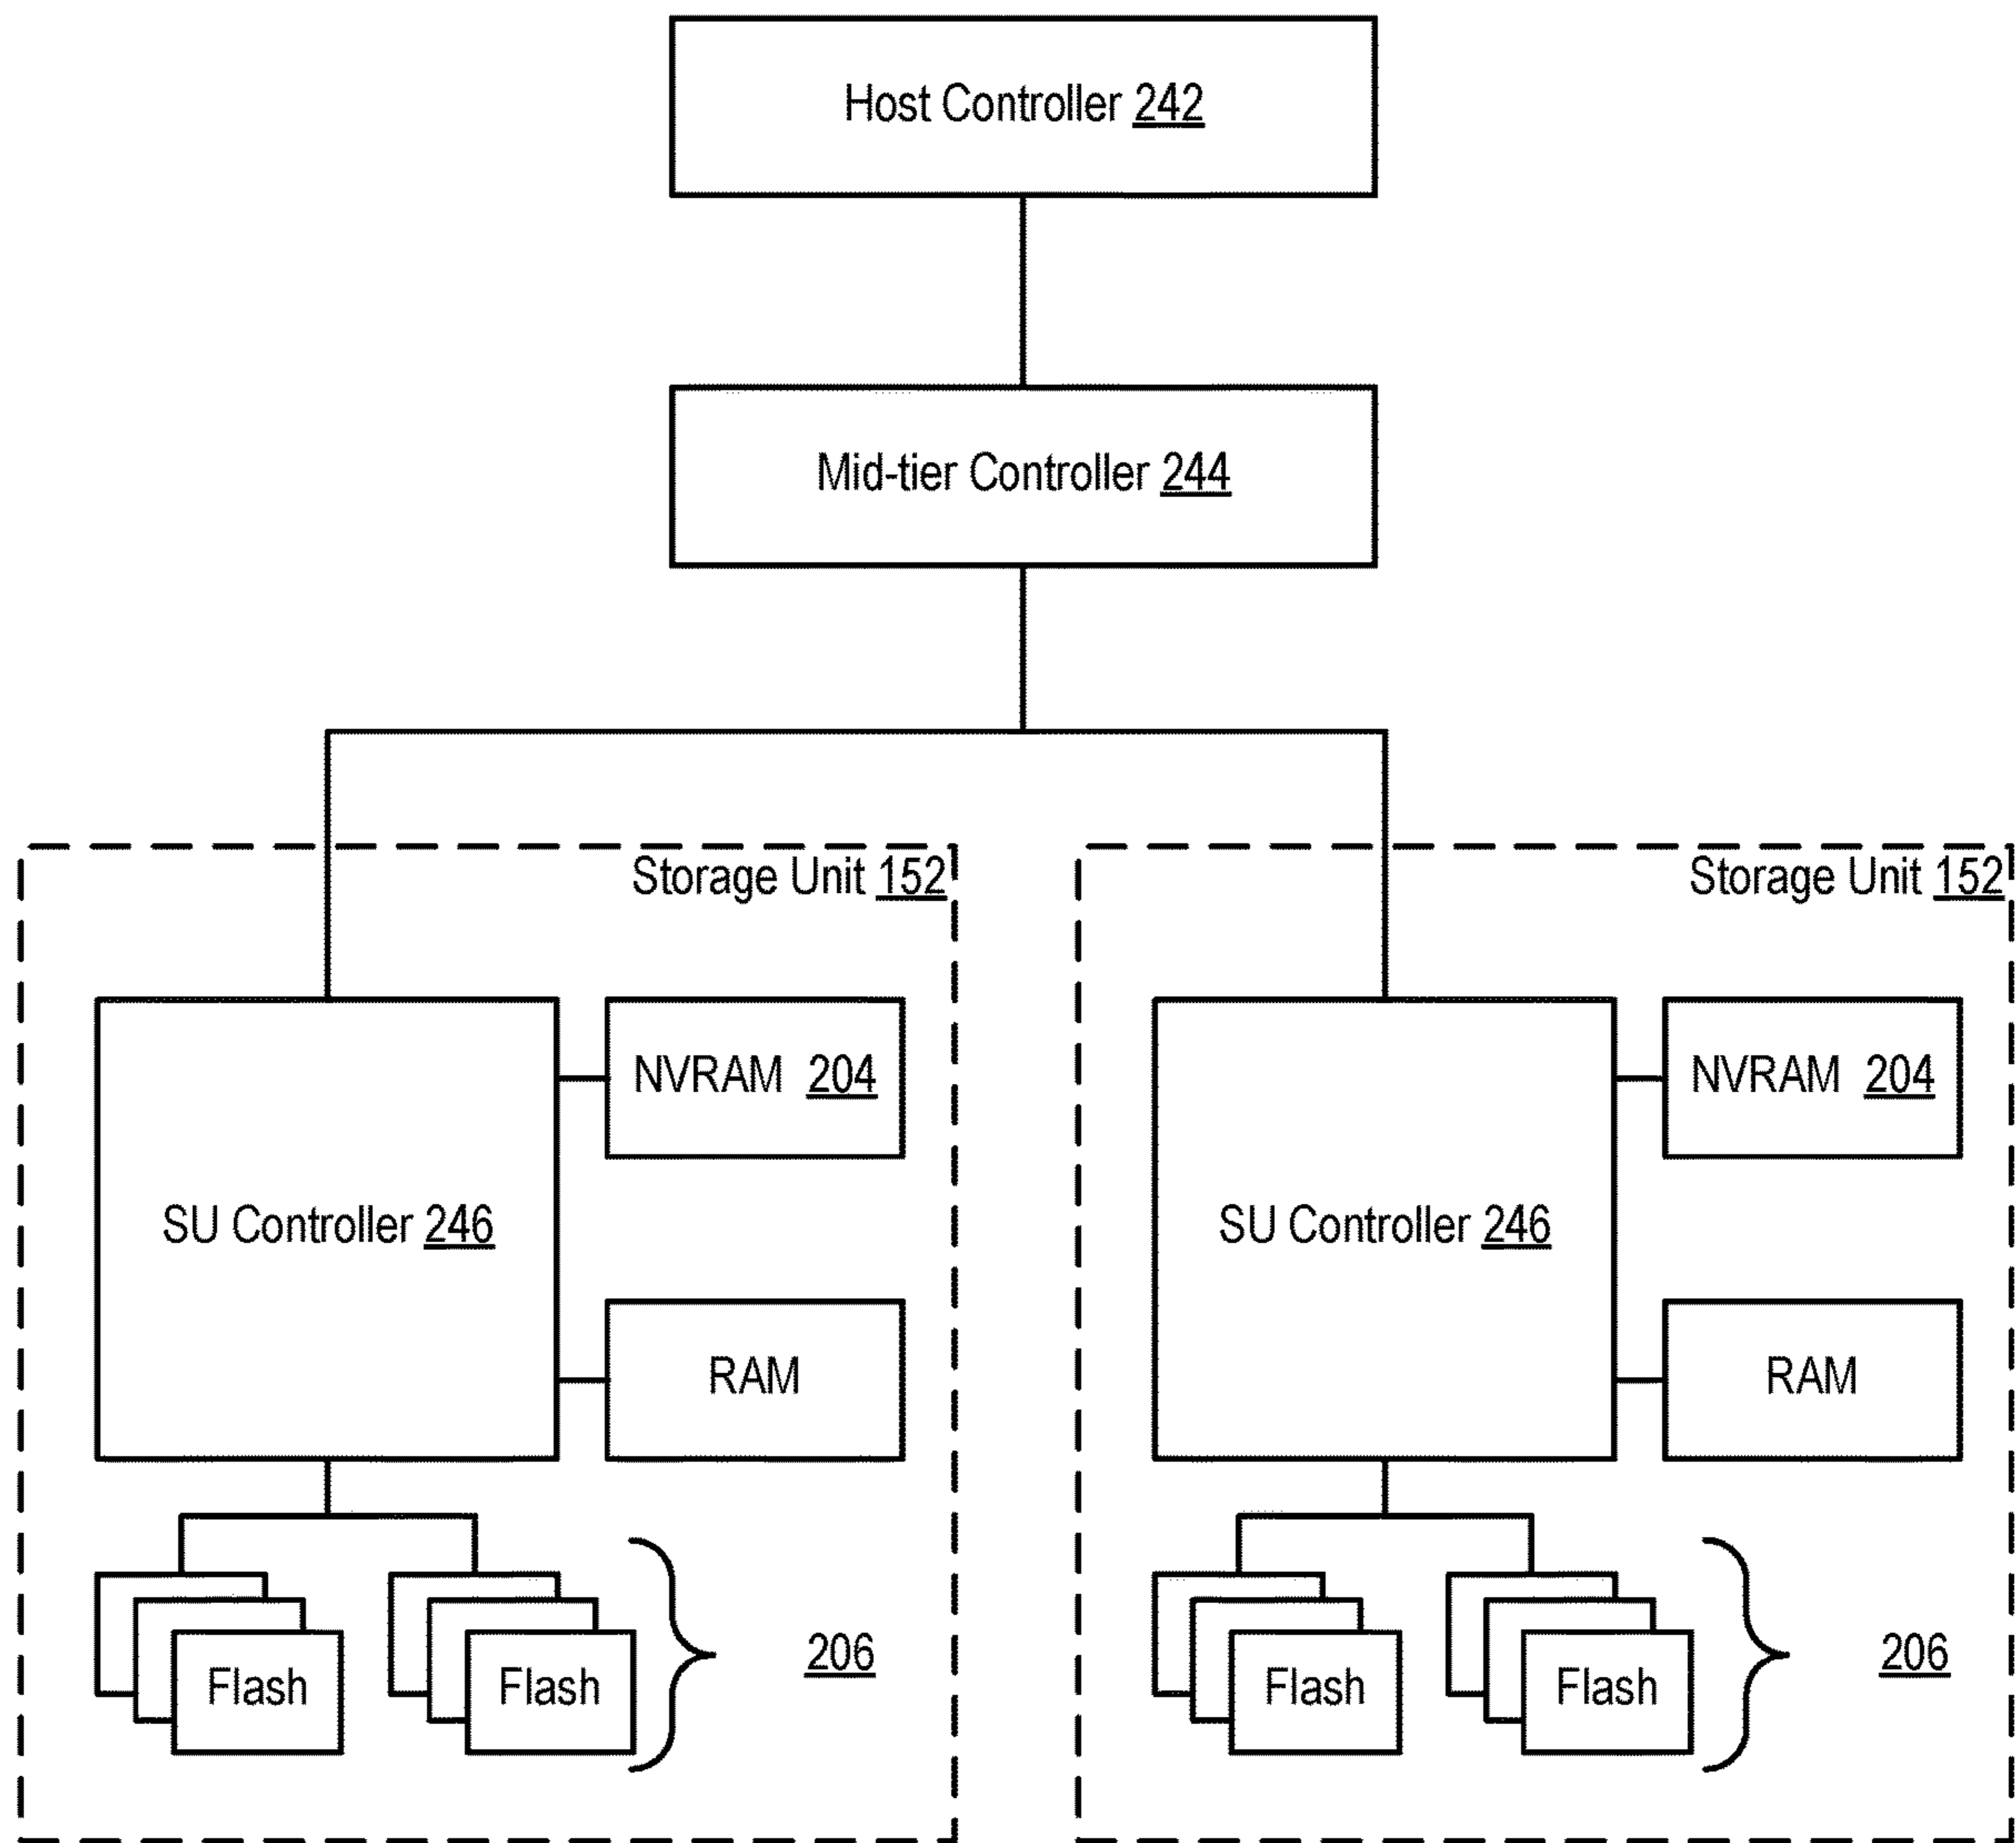 Host Controller 242
Mid-tier Controller 244
Storage Unit 152
NVRAM 204
SU Controller 246
RAM
Flash
Flash
206
Storage Unit 152
NVRAM 204
SU Controller 246
RAM
Flash
Flash
206